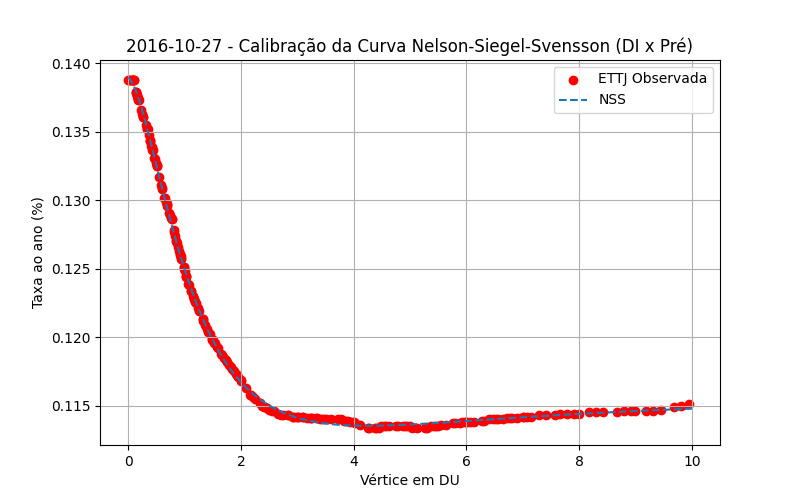 2016-10-27 - Calibração da Curva Nelson-Siegel-Svensson (DI x Pré)
ETTJ Observada
NSS
Taxa ao ano (%)
0.140
0.135
0.130
0.125
0.120
0.115
0
2
4
6
8
10
Vértice em DU